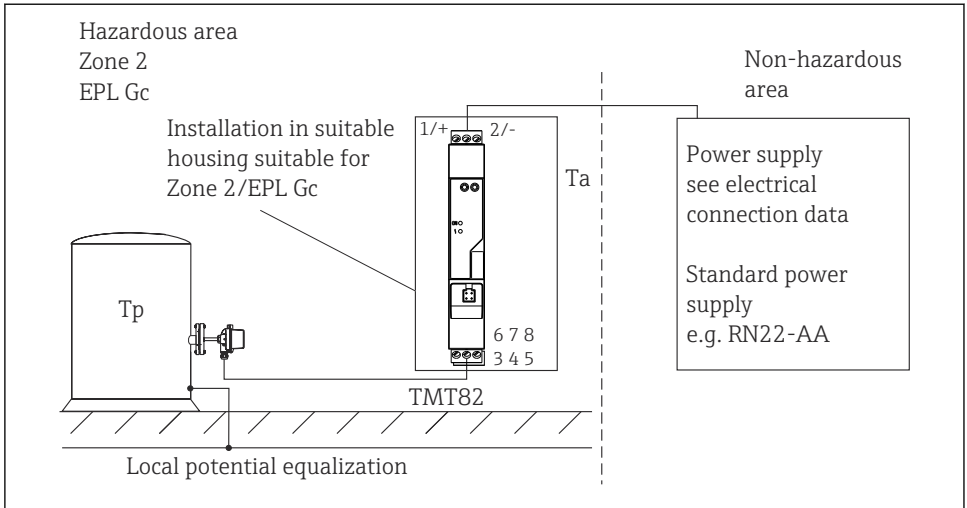 Hazardous area
Zone 2
EPL Gc
Non-hazardous
area
Installation in suitable
housing suitable for
Zone 2/EPL Gc
1/+ 2/-
Ta
Power supply
see electrical
connection data
Standard power
supply
e.g. RN22-AA
Tp
6 7 8
3 4 5
TMT82
Local potential equalization